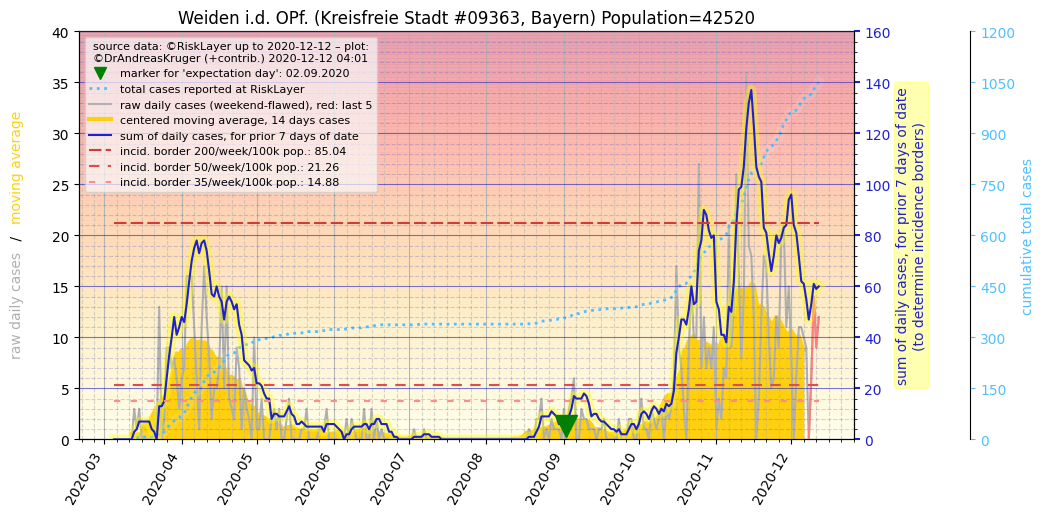 Weiden i.d. OPf. (Kreisfreie Stadt #09363, Bayern) Population=42520
source data: ©RiskLayer up to 2020-12-12 – plot:
©DrAndreasKruger (+contrib.) 2020-12-12 04:01
marker for 'expectation day': 02.09.2020
total cases reported at RiskLayer
raw daily cases (weekend-flawed), red: last 5
centered moving average, 14 days cases
sum of daily cases, for prior 7 days of date
incid. border 200/week/100k pop.: 85.04
incid. border 50/week/100k pop.: 21.26
incid. border 35/week/100k pop.: 14.88
raw daily cases / moving average
40
35
30
25
20
15
10
5
0
160
140
120
100
80
60
40
20
0
sum of daily cases, for prior 7 days of date
(to determine incidence borders)
1200
1050
900
750
600
450
300
150
0
cumulative total cases
2020-03
2020-04
2020-05
2020-06
2020-07
2020-08
2020-09
2020-10
2020-11
2020-12